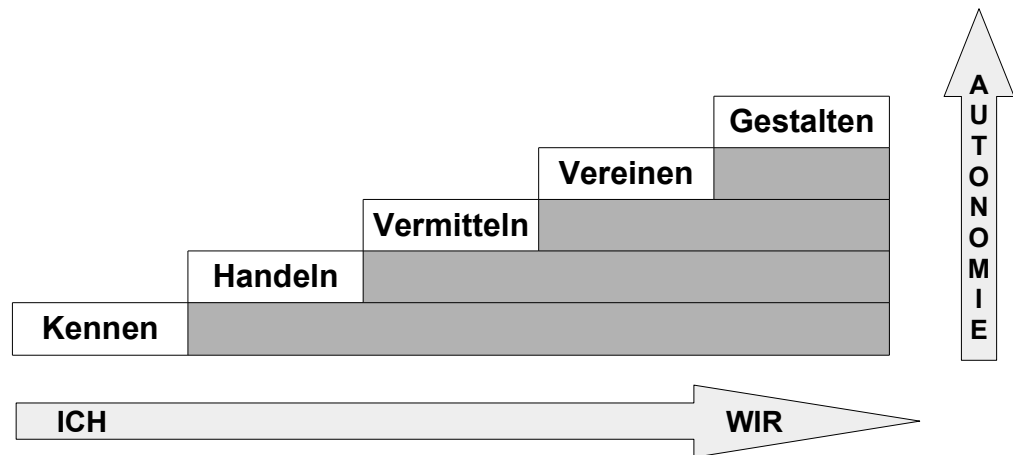 Gestalten
Vereinen
Vermitteln
Handeln
Kennen
AUTONOMIE
ICH
WIR